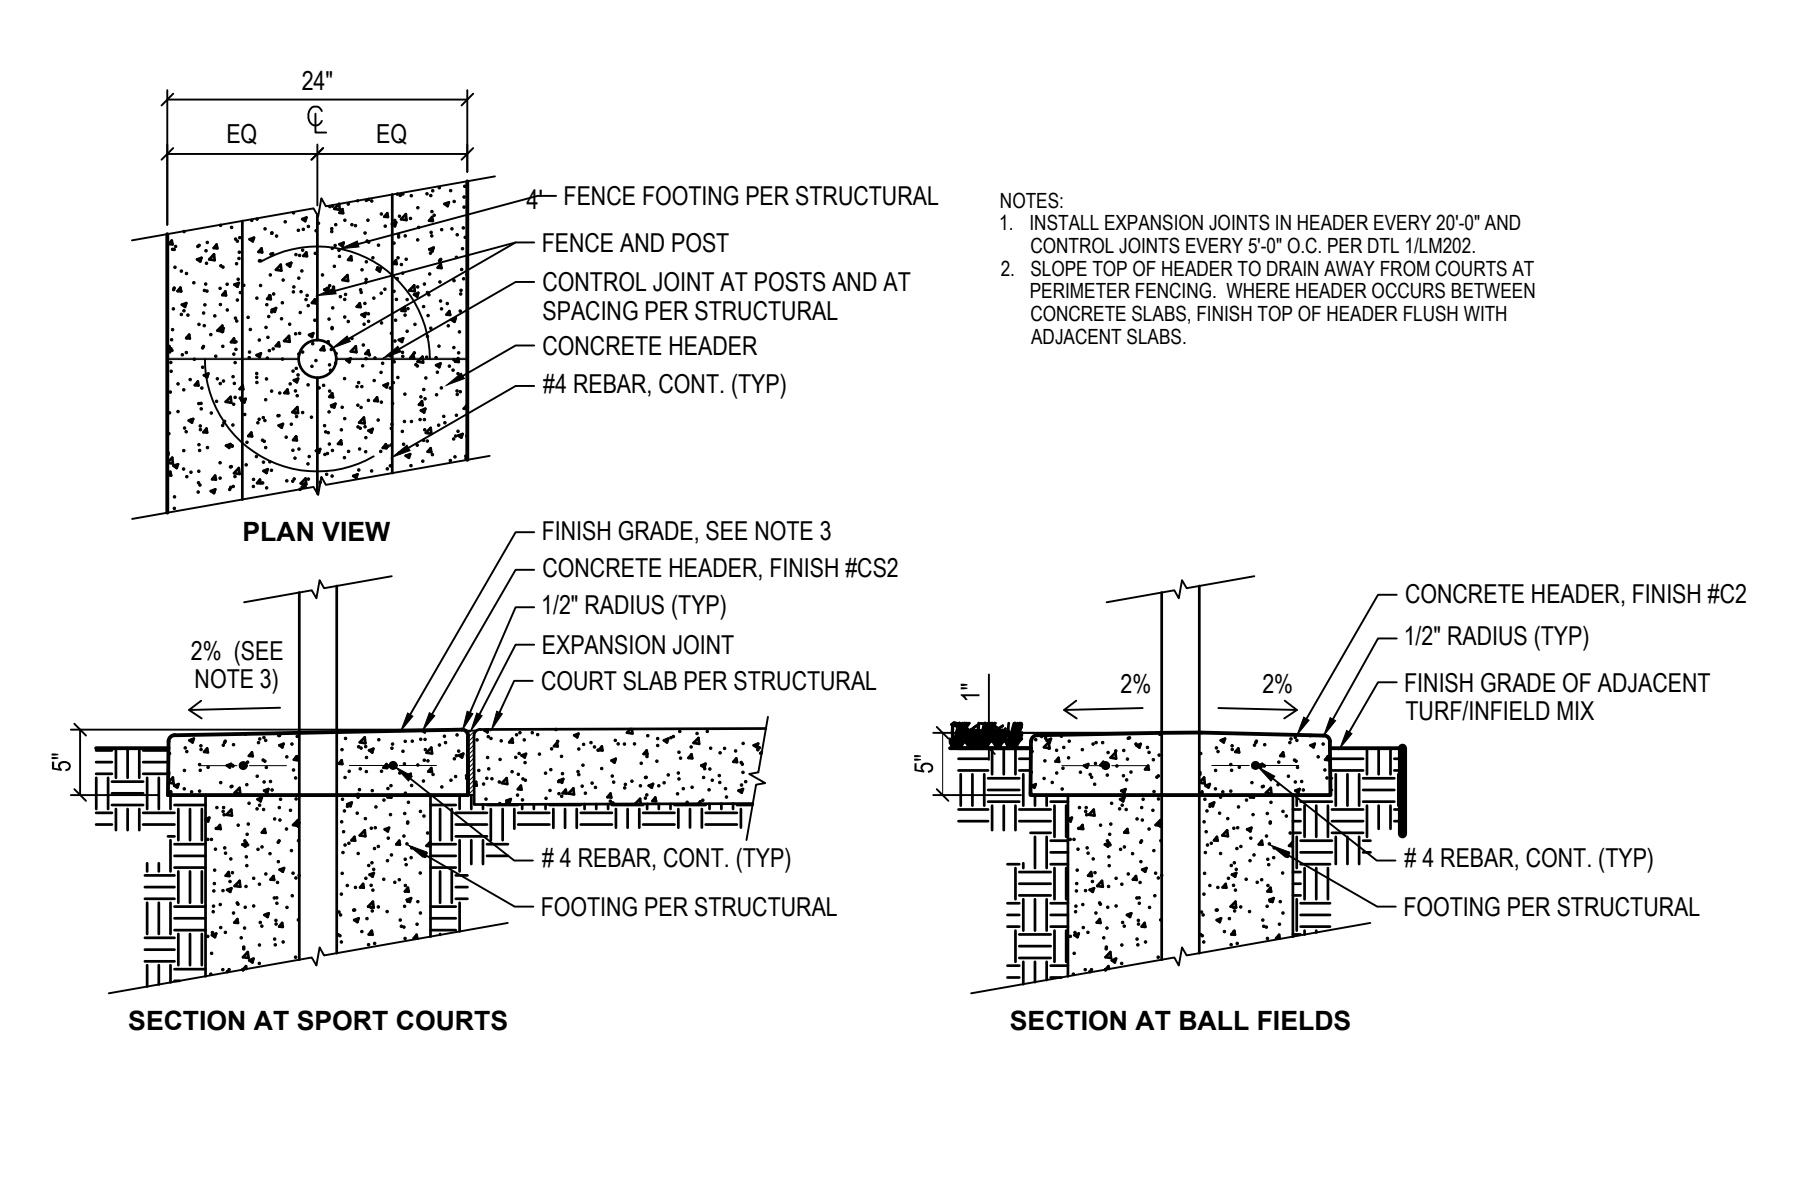 24"
℄
EQ
EQ
4'
FENCE FOOTING PER STRUCTURAL
FENCE AND POST
CONTROL JOINT AT POSTS AND AT
SPACING PER STRUCTURAL
CONCRETE HEADER
#4 REBAR, CONT. (TYP)
PLAN VIEW
NOTES:
1. INSTALL EXPANSION JOINTS IN HEADER EVERY 20'-0" AND
CONTROL JOINTS EVERY 5'-0" O.C. PER DTL 1/LM202.
2. SLOPE TOP OF HEADER TO DRAIN AWAY FROM COURTS AT
PERIMETER FENCING. WHERE HEADER OCCURS BETWEEN
CONCRETE SLABS, FINISH TOP OF HEADER FLUSH WITH
ADJACENT SLABS.
FINISH GRADE, SEE NOTE 3
CONCRETE HEADER, FINISH #CS2
1/2" RADIUS (TYP)
EXPANSION JOINT
COURT SLAB PER STRUCTURAL
2% (SEE
NOTE 3)
5"
# 4 REBAR, CONT. (TYP)
FOOTING PER STRUCTURAL
SECTION AT SPORT COURTS
CONCRETE HEADER, FINISH #C2
1/2" RADIUS (TYP)
FINISH GRADE OF ADJACENT
TURF/INFIELD MIX
1"
2%
2%
5"
# 4 REBAR, CONT. (TYP)
FOOTING PER STRUCTURAL
SECTION AT BALL FIELDS